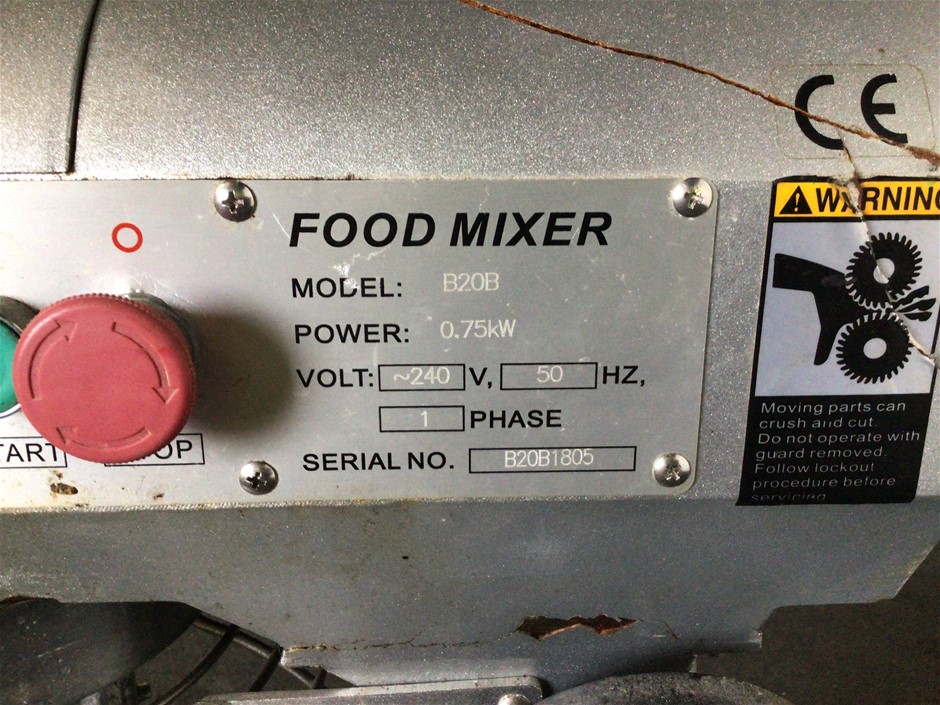 CE
WARNING
FOOD MIXER
MODEL: B20B
POWER: 0.75kW
VOLT: ~240 V, 50 HZ,
1 PHASE
SERIAL NO. B20B1805
Moving parts can
crush and cut.
Do not operate with
guard removed.
Follow lockout
procedure before
servicing